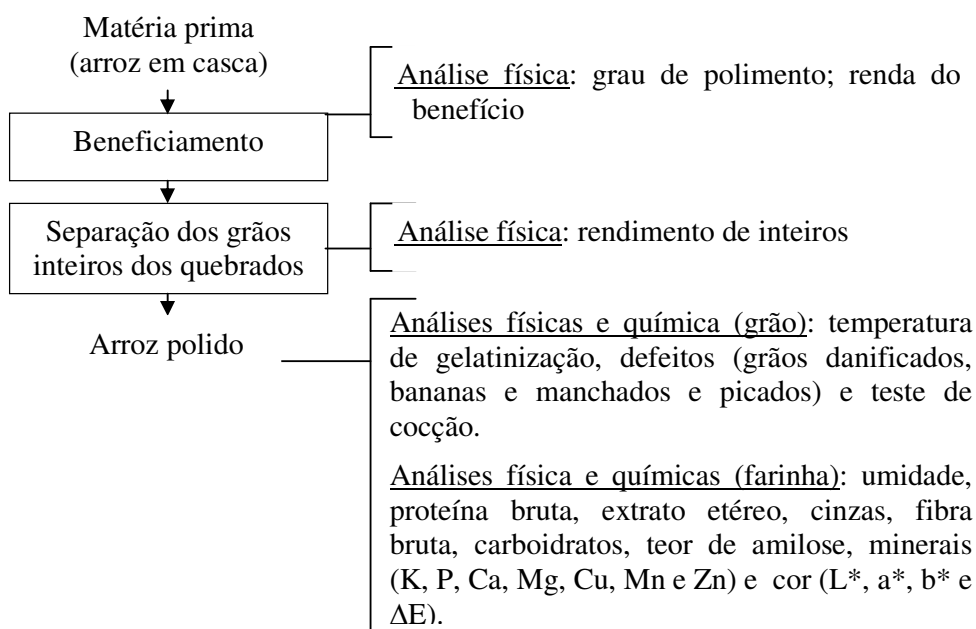 Matéria prima
(arroz em casca)
Análise física: grau de polimento; renda do
benefício
Beneficiamento
Separação dos grãos
inteiros dos quebrados
Análise física: rendimento de inteiros
Arroz polido
Análises físicas e química (grão): temperatura
de gelatinização, defeitos (grãos danificados,
bananas e manchados e picados) e teste de
cocção.
Análises física e químicas (farinha): umidade,
proteína bruta, extrato etéreo, cinzas, fibra
bruta, carboidratos, teor de amilose, minerais
(K, P, Ca, Mg, Cu, Mn e Zn) e cor (L*, a*, b* e
ΔE).